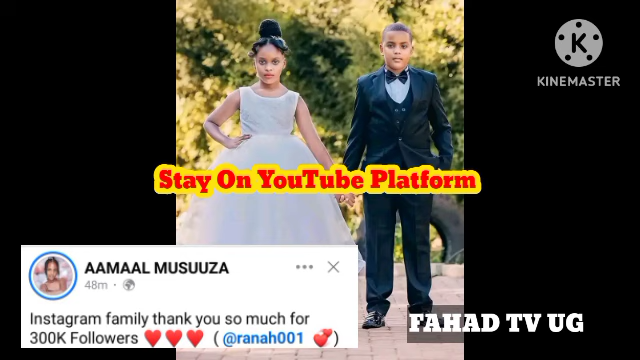 KINEMASTER
Stay On YouTube Platform
AAMAAL MUSUUZA
48m
Instagram family thank you so much for
300K Followers ❤️❤️❤️ ( @ranah001 💞)
FAHAD TV UG